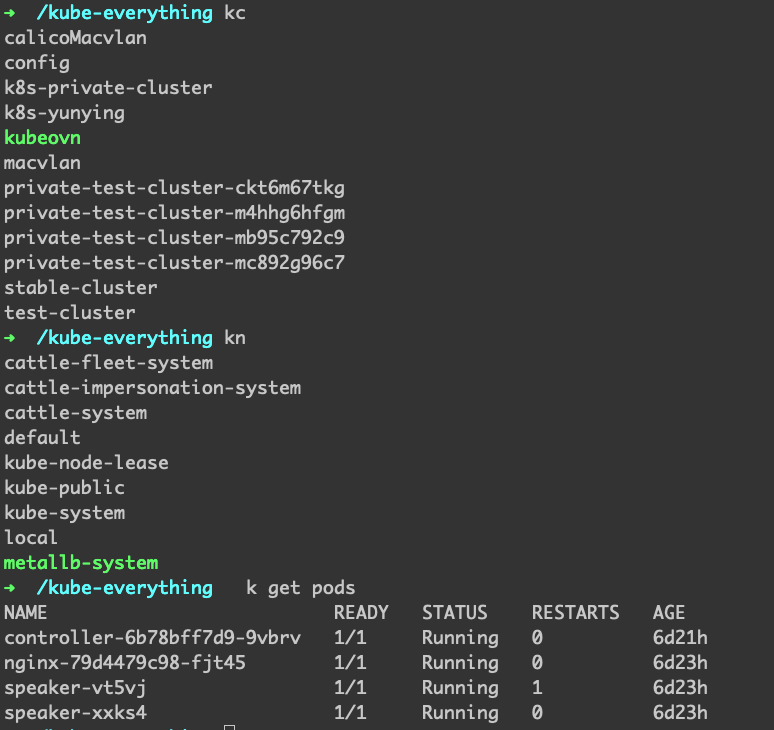 ➜  /kube-everything kc
calicoMacvlan
config
k8s-private-cluster
k8s-yunying
kubeovn
macvlan
private-test-cluster-ckt6m67tkg
private-test-cluster-m4hhg6hfgm
private-test-cluster-mb95c792c9
private-test-cluster-mc892g96c7
stable-cluster
test-cluster
➜  /kube-everything kn
cattle-fleet-system
cattle-impersonation-system
cattle-system
default
kube-node-lease
kube-public
kube-system
local
metallb-system
➜  /kube-everything   k get pods
NAME                          READY   STATUS    RESTARTS   AGE
controller-6b78bff7d9-9vbrv   1/1     Running   0          6d21h
nginx-79d4479c98-fjt45        1/1     Running   0          6d23h
speaker-vt5vj                 1/1     Running   1          6d23h
speaker-xxks4                 1/1     Running   0          6d23h